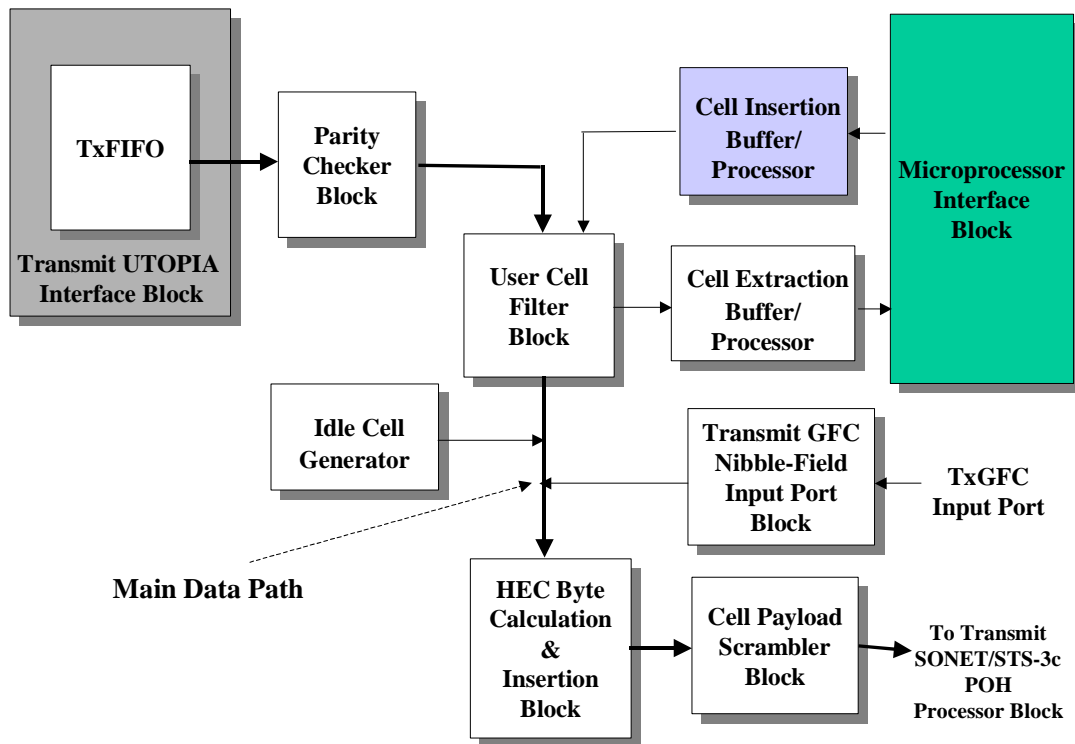 TxFIFO
Transmit UTOPIA
Interface Block
Parity
Checker
Block
Cell Insertion
Buffer/
Processor
Microprocessor
Interface
Block
User Cell
Filter
Block
Cell Extraction
Buffer/
Processor
Idle Cell
Generator
Transmit GFC
Nibble-Field
Input Port
Block
TxGFC
Input Port
Main Data Path
HEC Byte
Calculation
&
Insertion
Block
Cell Payload
Scrambler
Block
To Transmit
SONET/STS-3c
POH
Processor Block